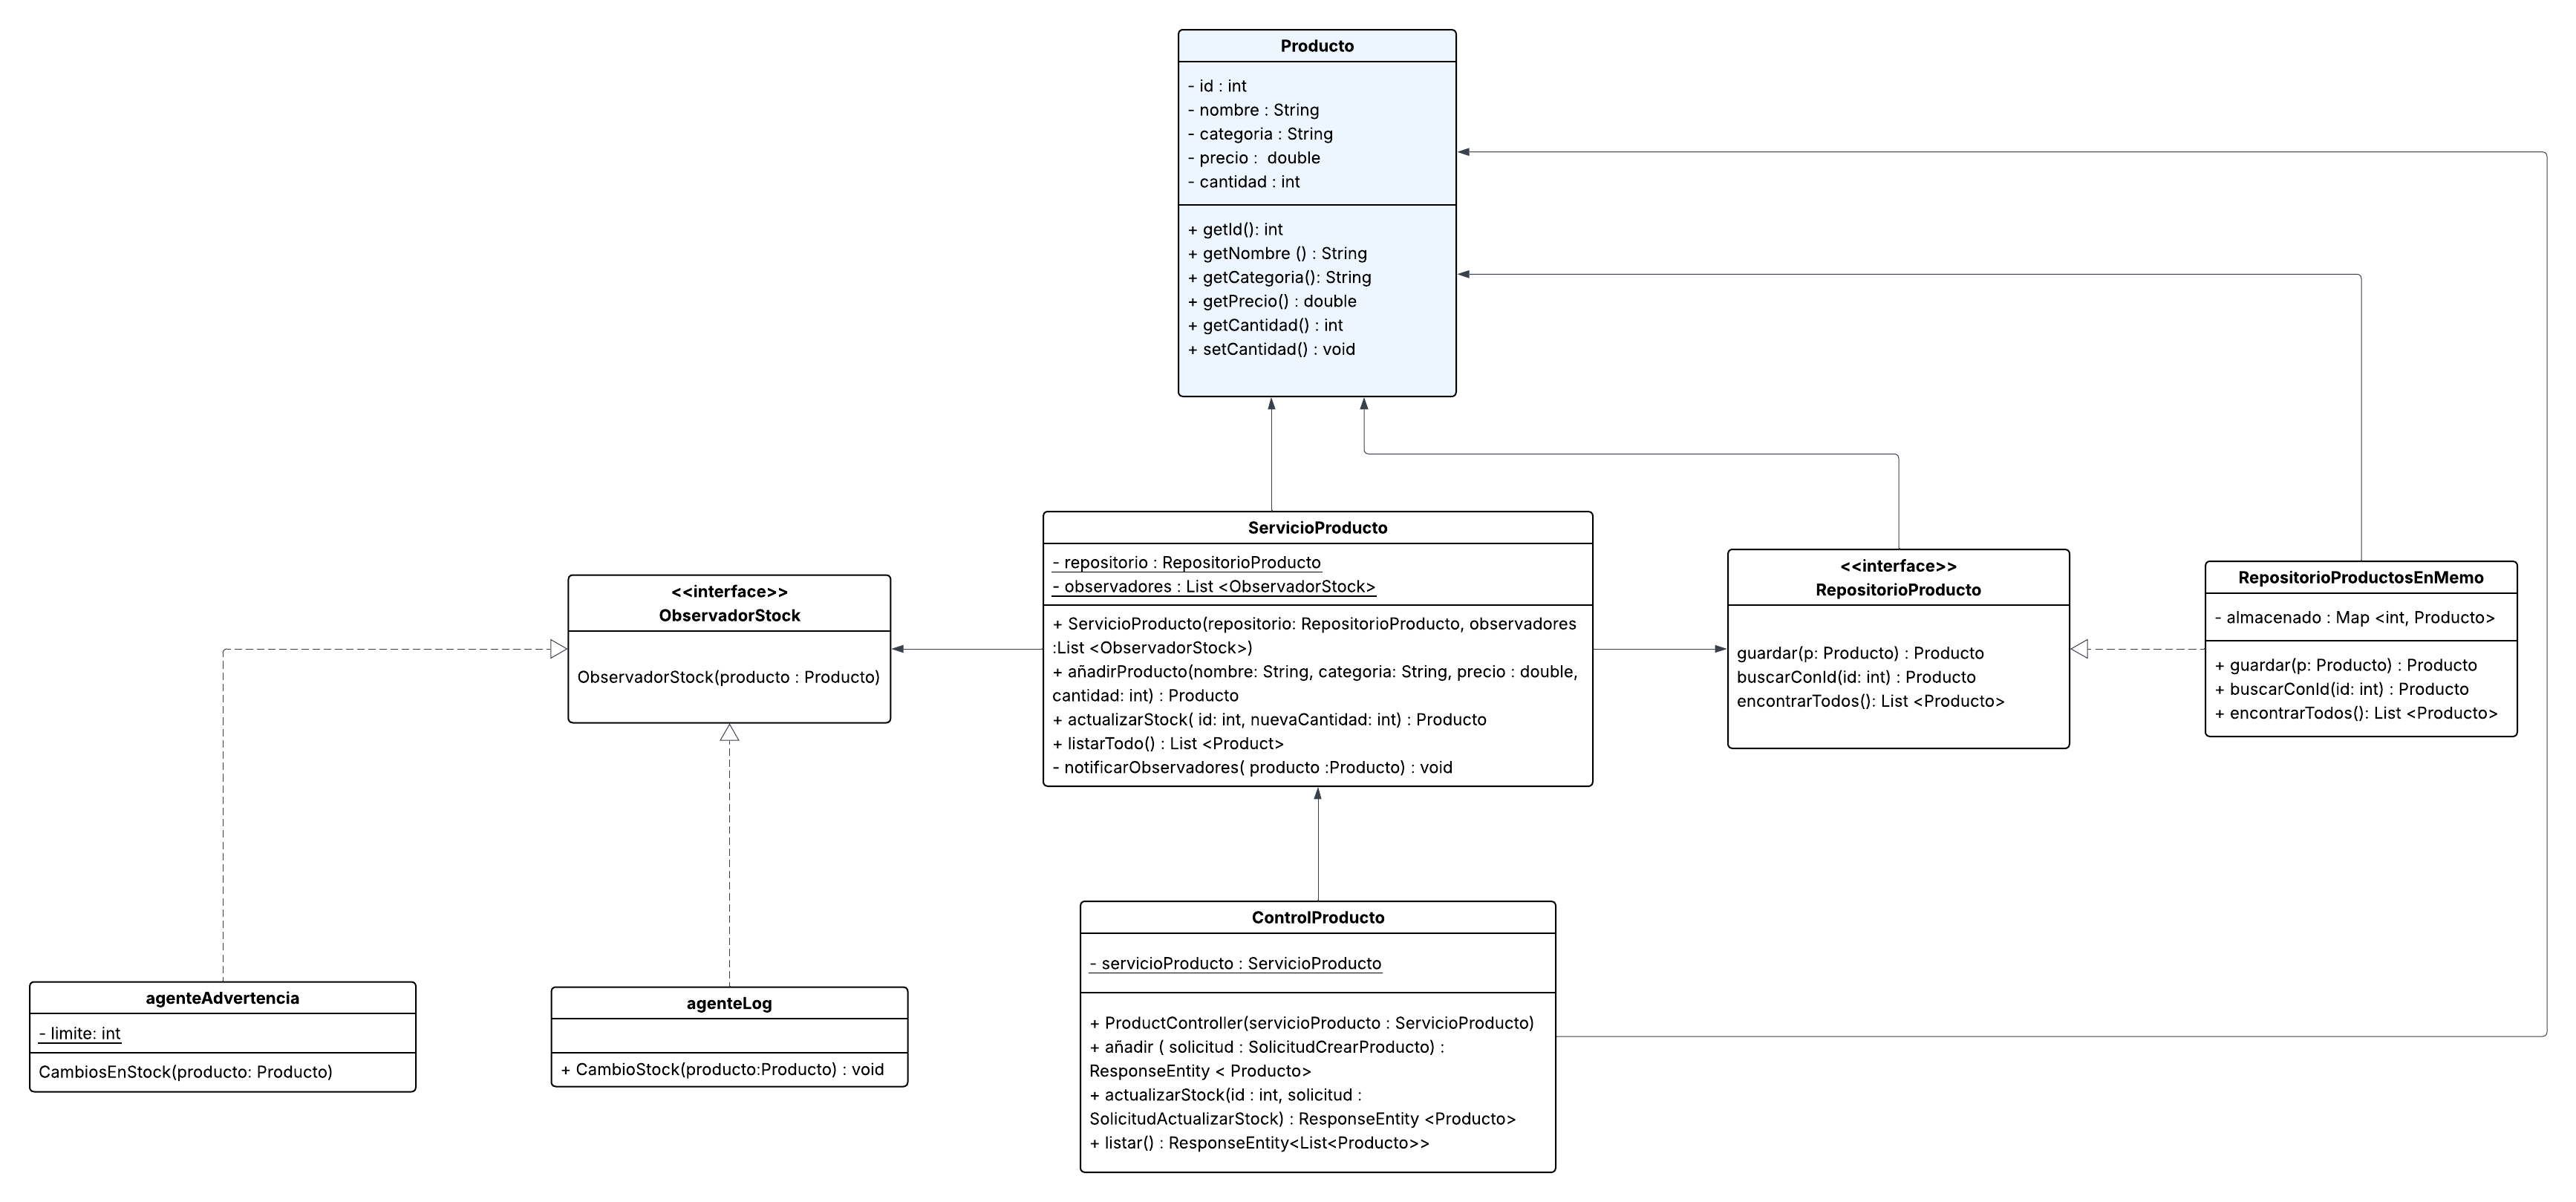 Producto
- id : int
- nombre : String
- categoria : String
- precio :  double
- cantidad : int
+ getId(): int
+ getNombre () : String
+ getCategoria(): String
+ getPrecio() : double
+ getCantidad() : int
+ setCantidad() : void
ServicioProducto
- repositorio : RepositorioProducto
- observadores : List <ObservadorStock>
+ ServicioProducto(repositorio: RepositorioProducto, observadores
:List <ObservadorStock>)
+ añadirProducto(nombre: String, categoria: String, precio : double,
cantidad: int) : Producto
+ actualizarStock( id: int, nuevaCantidad: int) : Producto
+ listarTodo() : List <Product>
- notificarObservadores( producto :Producto) : void
<<interface>>
ObservadorStock
ObservadorStock(producto : Producto)
<<interface>>
RepositorioProducto
guardar(p: Producto) : Producto
buscarConId(id: int) : Producto
encontrarTodos(): List <Producto>
RepositorioProductosEnMemo
- almacenado : Map <int, Producto>
+ guardar(p: Producto) : Producto
+ buscarConId(id: int) : Producto
+ encontrarTodos(): List <Producto>
agenteAdvertencia
- limite: int
CambiosEnStock(producto: Producto)
agenteLog
+ CambioStock(producto:Producto) : void
ControlProducto
- servicioProducto : ServicioProducto
+ ProductController(servicioProducto : ServicioProducto)
+ añadir ( solicitud : SolicitudCrearProducto) :
ResponseEntity < Producto>
+ actualizarStock(id : int, solicitud :
SolicitudActualizarStock) : ResponseEntity <Producto>
+ listar() : ResponseEntity<List<Producto>>